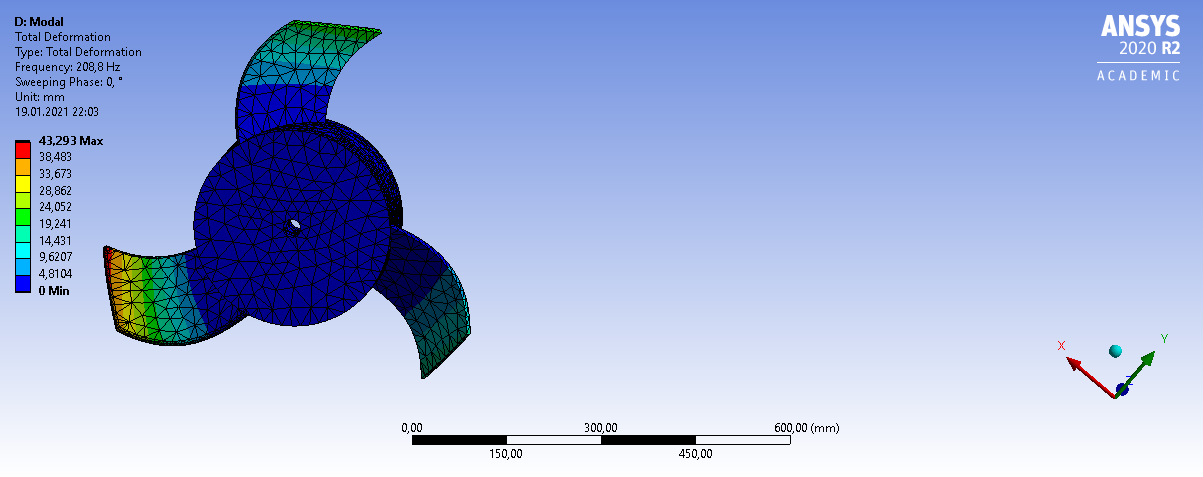 D: Modal
Total Deformation
Type: Total Deformation
Frequency: 208,8 Hz
Sweeping Phase: 0, °
Unit: mm
19.01.2021 22:03
43,293 Max
38,483
33,673
28,862
24,052
19,241
14,431
9,6207
4,8104
0 Min
ANSYS
2020 R2
ACADEMIC
X
Y
0,00
300,00
600,00 (mm)
150,00
450,00